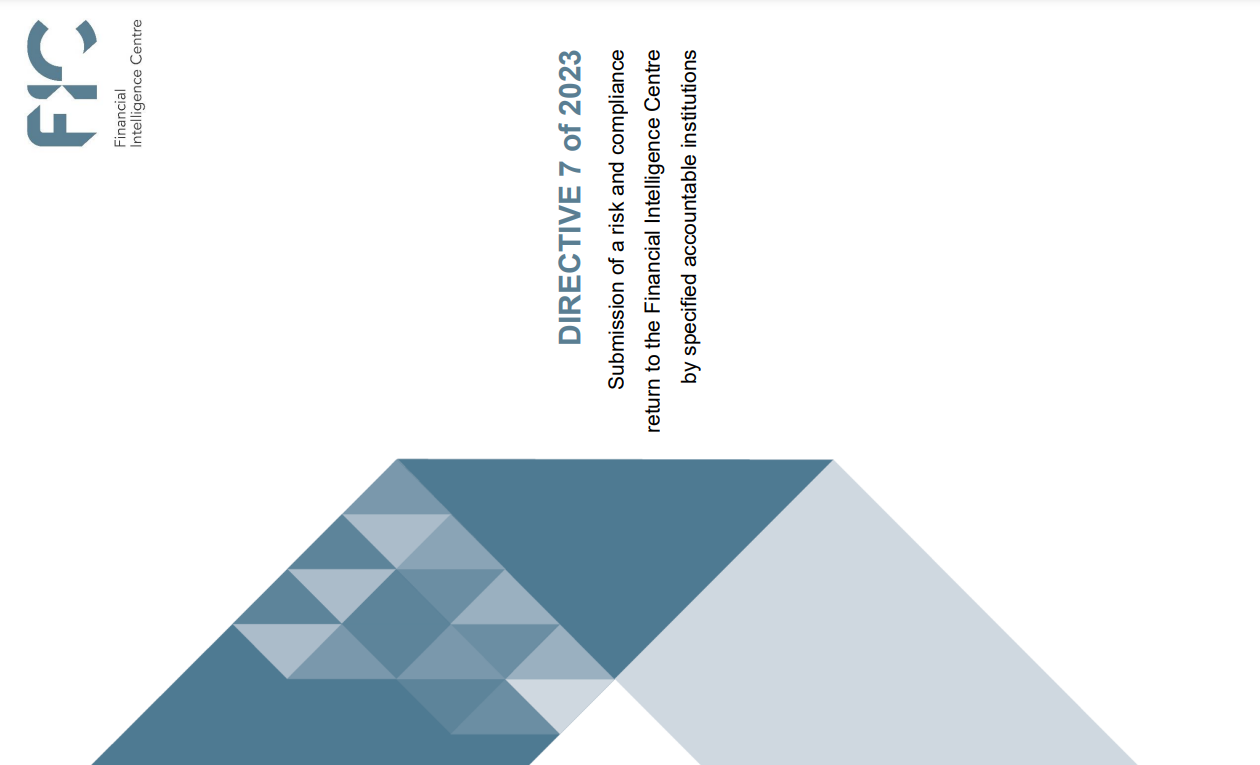 FIC
Financial
Intelligence Centre
DIRECTIVE 7 of 2023
Submission of a risk and compliance
return to the Financial Intelligence Centre
by specified accountable institutions